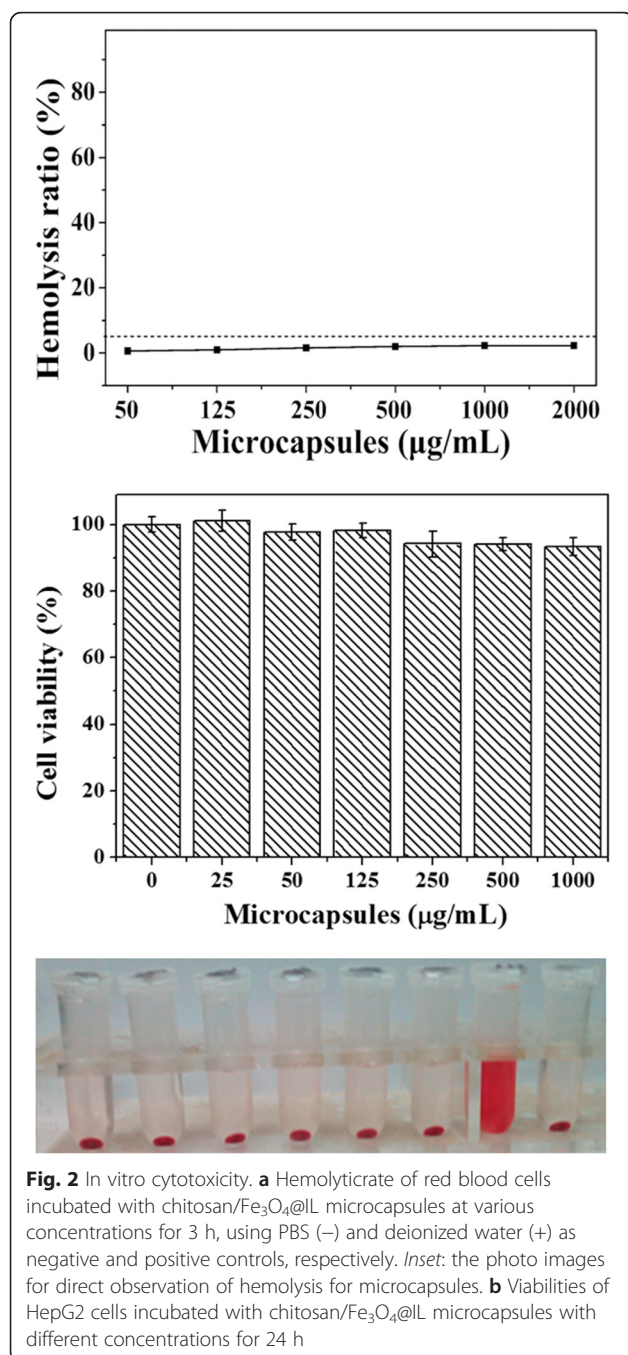 80
60
40
20
0
Hemolysis ratio (%)
50 125 250 500 1000 2000
Microcapsules (µg/mL)
100
80
60
40
20
0
Cell viability (%)
0 25 50 125 250 500 1000
Microcapsules (µg/mL)
Fig. 2 In vitro cytotoxicity. a Hemolyticrate of red blood cells
incubated with chitosan/Fe₃O₄@IL microcapsules at various
concentrations for 3 h, using PBS (−) and deionized water (+) as
negative and positive controls, respectively. Inset: the photo images
for direct observation of hemolysis for microcapsules. b Viabilities of
HepG2 cells incubated with chitosan/Fe₃O₄@IL microcapsules with
different concentrations for 24 h